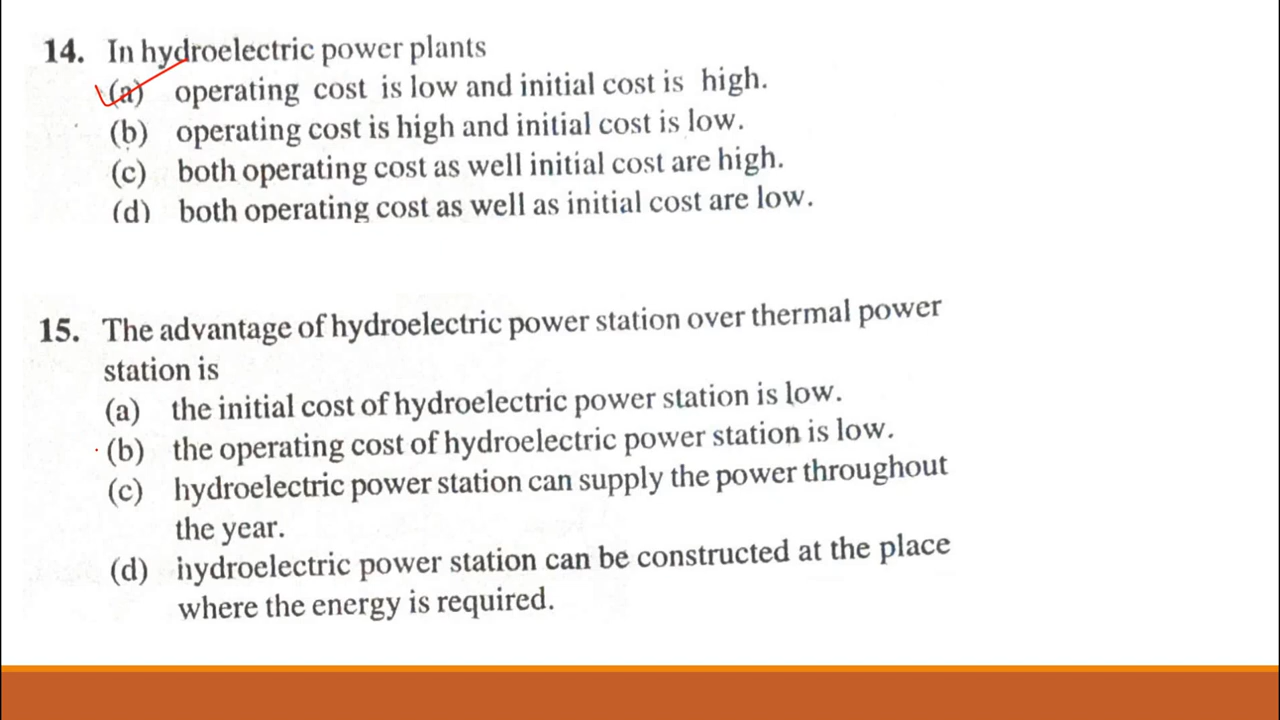 14. In hydroelectric power plants
(a) operating cost is low and initial cost is high.
(b) operating cost is high and initial cost is low.
(c) both operating cost as well initial cost are high.
(d) both operating cost as well as initial cost are low.
15. The advantage of hydroelectric power station over thermal power
station is
(a) the initial cost of hydroelectric power station is low.
(b) the operating cost of hydroelectric power station is low.
(c) hydroelectric power station can supply the power throughout
the year.
(d) hydroelectric power station can be constructed at the place
where the energy is required.